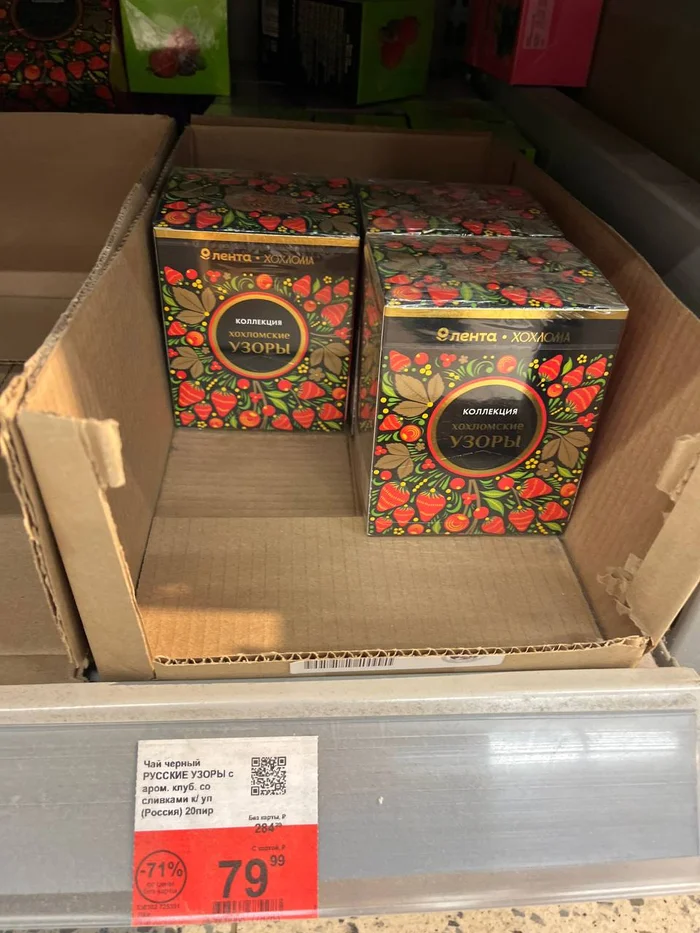 лента • ХОХЛОМА
КОЛЛЕКЦИЯ
ХОХЛОМСКИЕ
УЗОРЫ
лента • ХОХЛОМА
КОЛЛЕКЦИЯ
ХОХЛОМСКИЕ
УЗОРЫ
Чай черный
РУССКИЕ УЗОРЫ с
аром. клуб. со
сливками к/ уп
(Россия) 20пир
Без карты, ₽
284
С картой, ₽
-71%
79 99